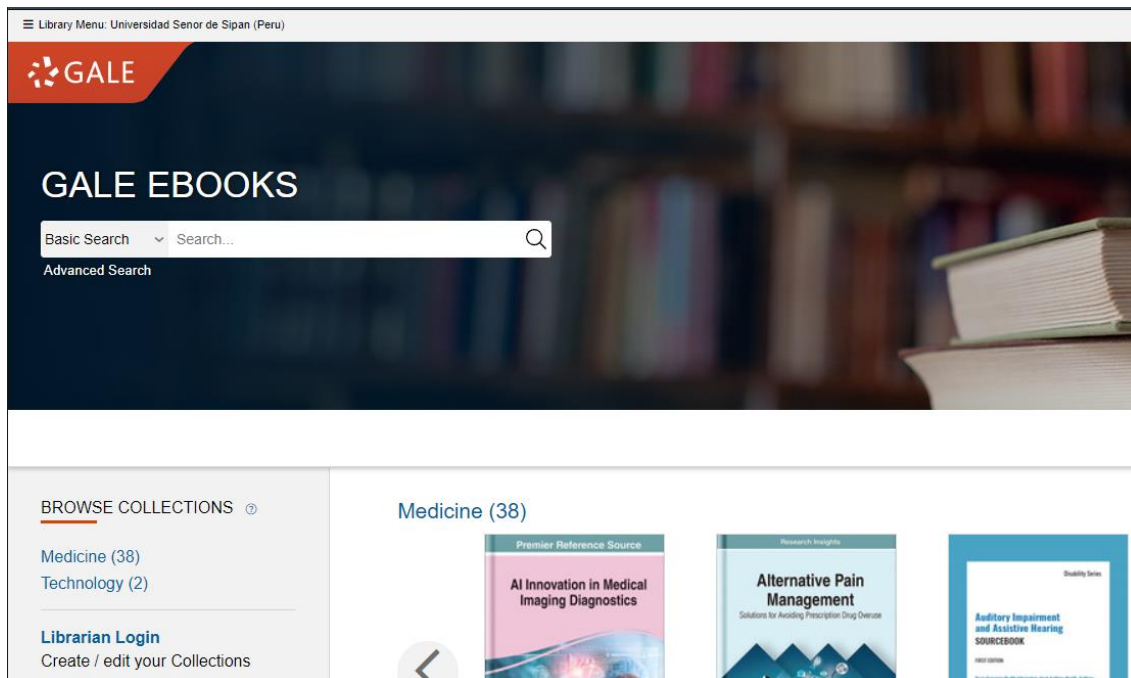 ☰ Library Menu: Universidad Senor de Sipan (Peru)
GALE
GALE EBOOKS
Basic Search Search...
Advanced Search
BROWSE COLLECTIONS
Medicine (38)
Technology (2)
Librarian Login
Create / edit your Collections
Medicine (38)
Premier Reference Source
AI Innovation in Medical
Imaging Diagnostics
Research Insights
Alternative Pain
Management
Solutions for Avoiding Prescription Drug Overuse
Disability Series
Auditory Impairment
and Assistive Hearing
SOURCEBOOK
FIRST EDITION